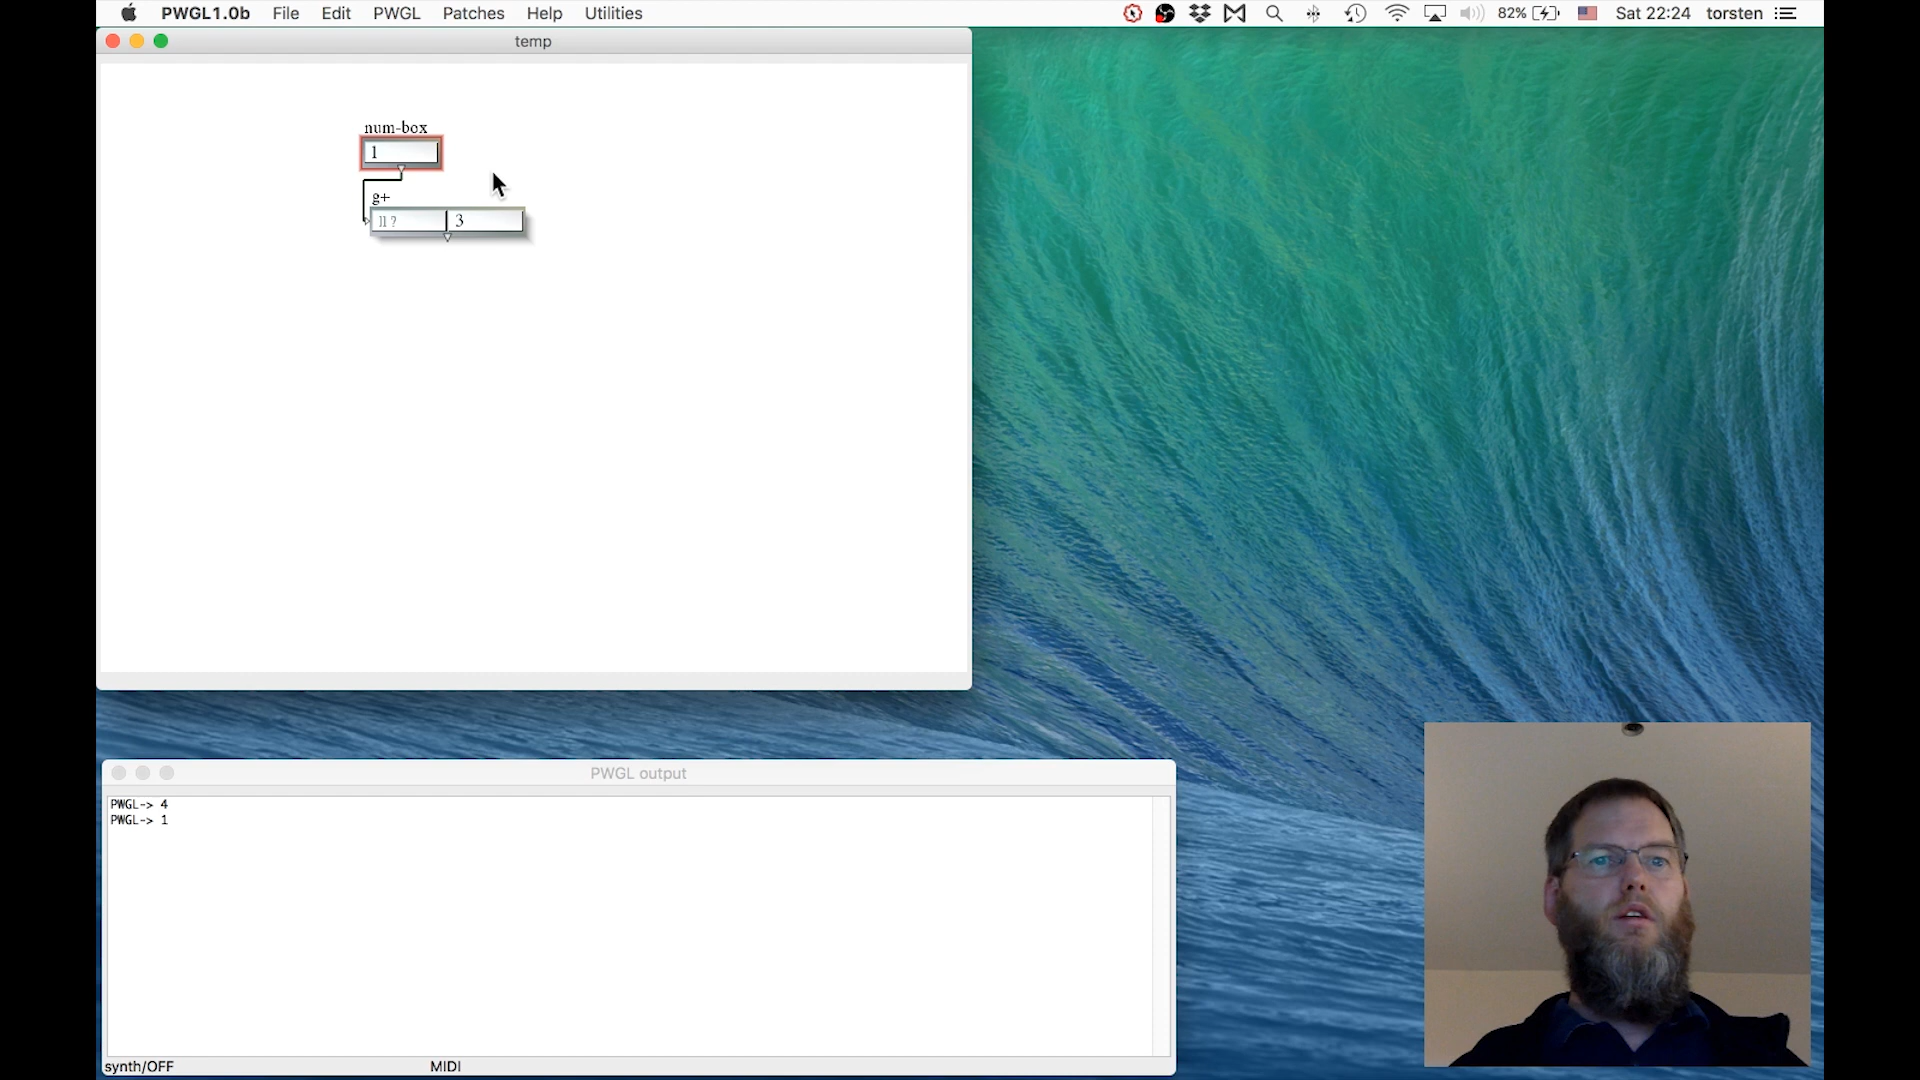 PWGL1.0b File Edit PWGL Patches Help Utilities 82% Sat 22:24 torsten
temp
num-box
1
g+
ll ? 3
PWGL output
PWGL-> 4
PWGL-> 1
synth/OFF MIDI